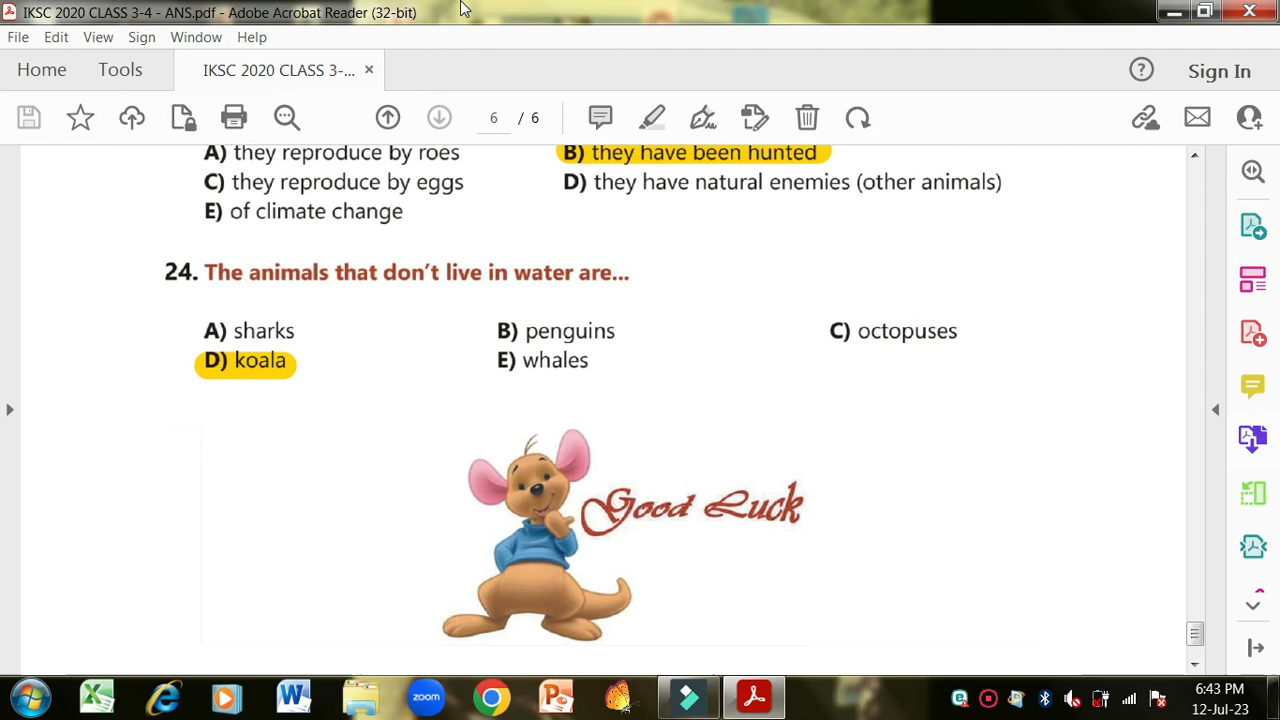 IKSC 2020 CLASS 3-4 - ANS.pdf - Adobe Acrobat Reader (32-bit)
File Edit View Sign Window Help
Home Tools IKSC 2020 CLASS 3-... × Sign In
6 / 6
A) they reproduce by roes B) they have been hunted
C) they reproduce by eggs D) they have natural enemies (other animals)
E) of climate change
24. The animals that don’t live in water are...
A) sharks B) penguins C) octopuses
D) koala E) whales
Good Luck
zoom
6:43 PM
12-Jul-23